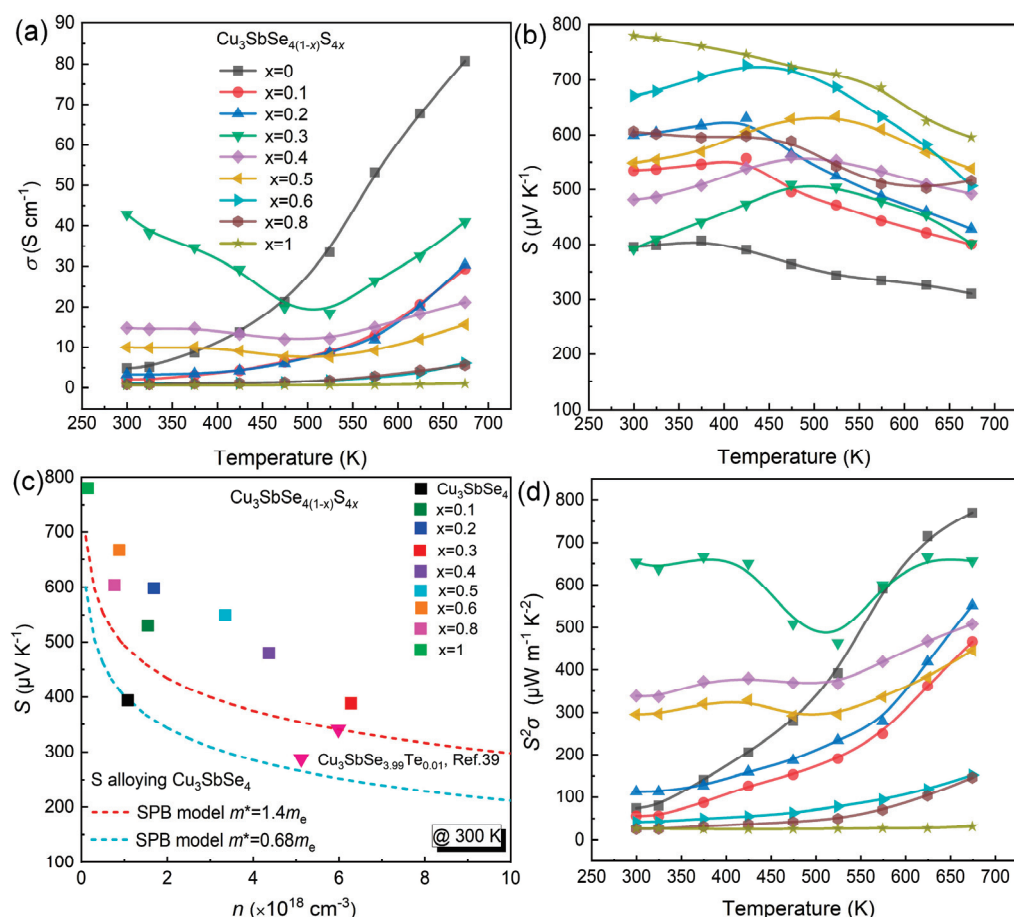 (a)
Cu₃SbSe₄₍₁₋ₓ₎S₄ₓ
x=0
x=0.1
x=0.2
x=0.3
x=0.4
x=0.5
x=0.6
x=0.8
x=1
σ (S cm⁻¹)
90
80
70
60
50
40
30
20
10
0
250 300 350 400 450 500 550 600 650 700
Temperature (K)
(b)
S (µV K⁻¹)
800
700
600
500
400
300
200
100
250 300 350 400 450 500 550 600 650 700
Temperature (K)
(c)
Cu₃SbSe₄₍₁₋ₓ₎S₄ₓ
Cu₃SbSe₄
x=0.1
x=0.2
x=0.3
x=0.4
x=0.5
x=0.6
x=0.8
x=1
S (µV K⁻¹)
800
700
600
500
400
300
200
100
Cu₃SbSe₃.₉₉Te₀.₀₁, Ref.39
S alloying Cu₃SbSe₄
SPB model m*=1.4mₑ
SPB model m*=0.68mₑ
@ 300 K
0 2 4 6 8 10
n (×10¹⁸ cm⁻³)
(d)
S²σ (µW m⁻¹ K⁻²)
800
700
600
500
400
300
200
100
0
250 300 350 400 450 500 550 600 650 700
Temperature (K)